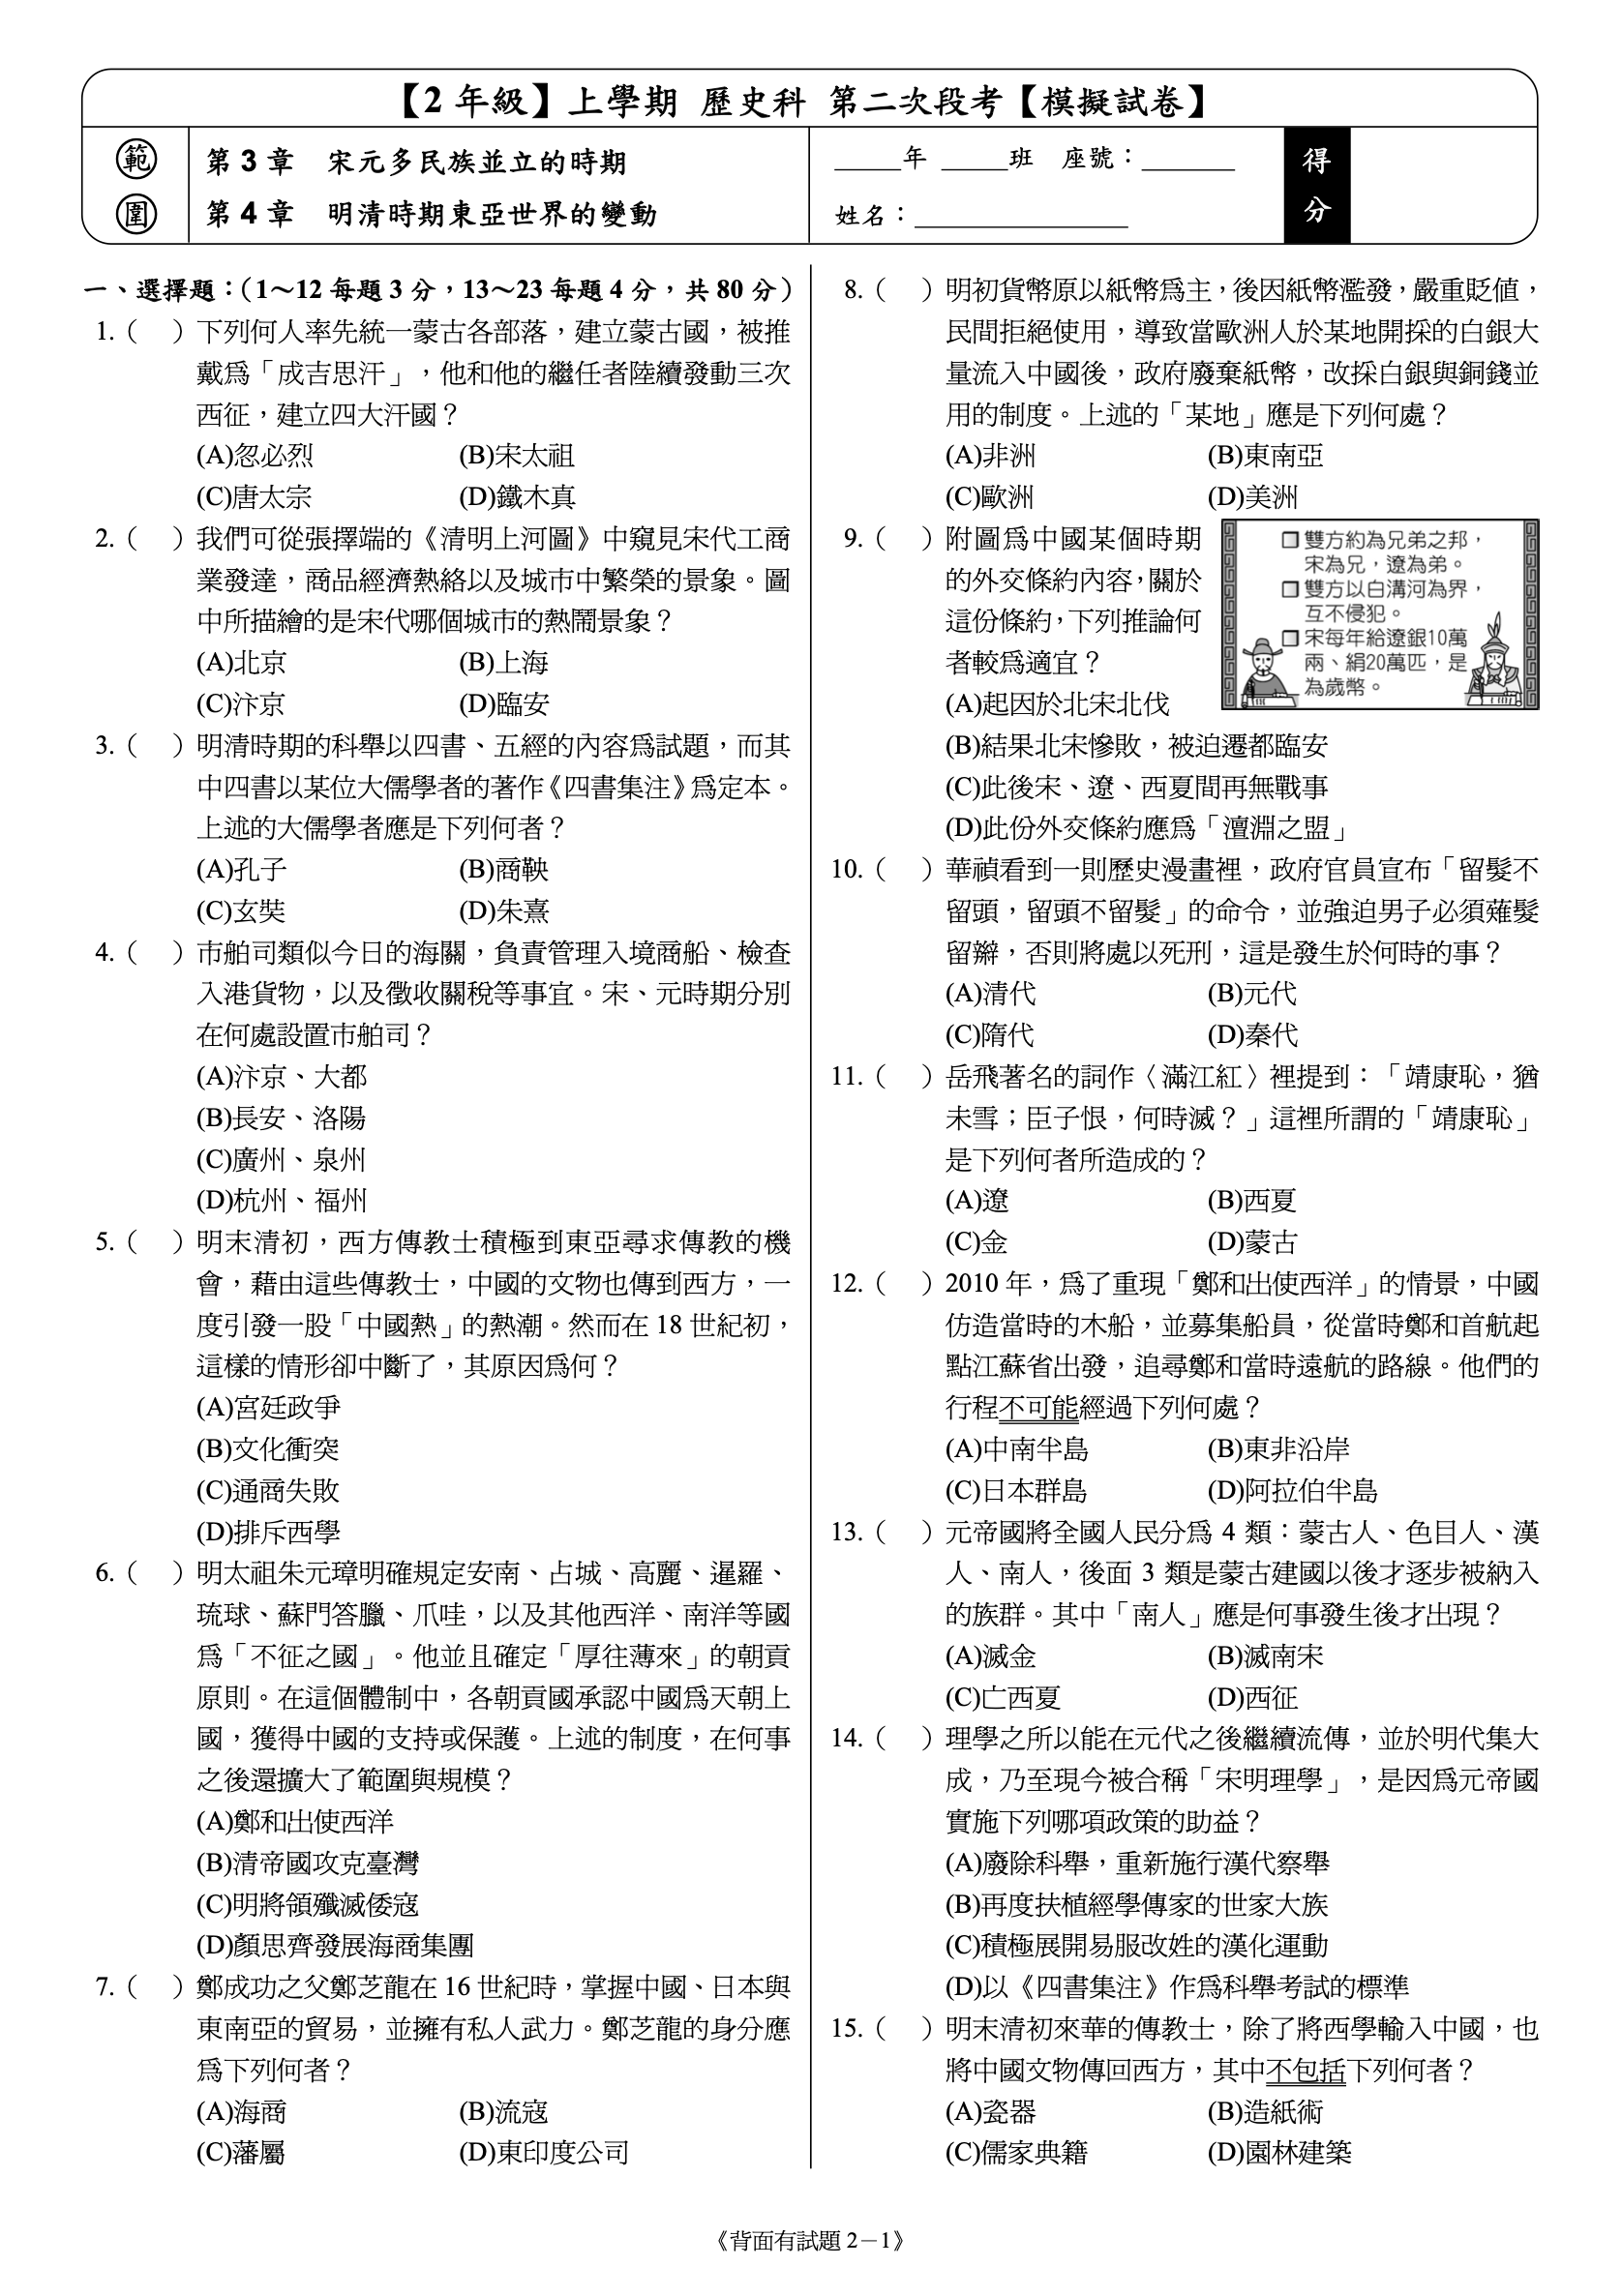 【2 年級】上學期 歷史科 第二次段考【模擬試卷】
範圍
第 3 章　宋元多民族並立的時期
第 4 章　明清時期東亞世界的變動
_____年 _____班　座號：_______
姓名：________________
得分
一、選擇題：（1～12 每題 3 分，13～23 每題 4 分，共 80 分）
1.（　）下列何人率先統一蒙古各部落，建立蒙古國，被推
戴為「成吉思汗」，他和他的繼任者陸續發動三次
西征，建立四大汗國？
(A)忽必烈　(B)宋太祖
(C)唐太宗　(D)鐵木真
2.（　）我們可從張擇端的《清明上河圖》中窺見宋代工商
業發達，商品經濟熱絡以及城市中繁榮的景象。圖
中所描繪的是宋代哪個城市的熱鬧景象？
(A)北京　(B)上海
(C)汴京　(D)臨安
3.（　）明清時期的科舉以四書、五經的內容為試題，而其
中四書以某位大儒學者的著作《四書集注》為定本。
上述的大儒學者應是下列何者？
(A)孔子　(B)商鞅
(C)玄奘　(D)朱熹
4.（　）市舶司類似今日的海關，負責管理入境商船、檢查
入港貨物，以及徵收關稅等事宜。宋、元時期分別
在何處設置市舶司？
(A)汴京、大都
(B)長安、洛陽
(C)廣州、泉州
(D)杭州、福州
5.（　）明末清初，西方傳教士積極到東亞尋求傳教的機
會，藉由這些傳教士，中國的文物也傳到西方，一
度引發一股「中國熱」的熱潮。然而在 18 世紀初，
這樣的情形卻中斷了，其原因為何？
(A)宮廷政爭
(B)文化衝突
(C)通商失敗
(D)排斥西學
6.（　）明太祖朱元璋明確規定安南、占城、高麗、暹羅、
琉球、蘇門答臘、爪哇，以及其他西洋、南洋等國
為「不征之國」。他並且確定「厚往薄來」的朝貢
原則。在這個體制中，各朝貢國承認中國為天朝上
國，獲得中國的支持或保護。上述的制度，在何事
之後還擴大了範圍與規模？
(A)鄭和出使西洋
(B)清帝國攻克臺灣
(C)明將領殲滅倭寇
(D)顏思齊發展海商集團
7.（　）鄭成功之父鄭芝龍在 16 世紀時，掌握中國、日本與
東南亞的貿易，並擁有私人武力。鄭芝龍的身分應
為下列何者？
(A)海商　(B)流寇
(C)藩屬　(D)東印度公司
8.（　）明初貨幣原以紙幣為主，後因紙幣濫發，嚴重貶值，
民間拒絕使用，導致當歐洲人於某地開採的白銀大
量流入中國後，政府廢棄紙幣，改採白銀與銅錢並
用的制度。上述的「某地」應是下列何處？
(A)非洲　(B)東南亞
(C)歐洲　(D)美洲
9.（　）附圖為中國某個時期
的外交條約內容，關於
這份條約，下列推論何
者較為適宜？
(A)起因於北宋北伐
(B)結果北宋慘敗，被迫遷都臨安
(C)此後宋、遼、西夏間再無戰事
(D)此份外交條約應為「澶淵之盟」
□ 雙方約為兄弟之邦，
宋為兄，遼為弟。
□ 雙方以白溝河為界，
互不侵犯。
□ 宋每年給遼銀10萬
兩、絹20萬匹，是
為歲幣。
10.（　）華禎看到一則歷史漫畫裡，政府官員宣布「留髮不
留頭，留頭不留髮」的命令，並強迫男子必須薙髮
留辮，否則將處以死刑，這是發生於何時的事？
(A)清代　(B)元代
(C)隋代　(D)秦代
11.（　）岳飛著名的詞作〈滿江紅〉裡提到：「靖康恥，猶
未雪；臣子恨，何時滅？」這裡所謂的「靖康恥」
是下列何者所造成的？
(A)遼　(B)西夏
(C)金　(D)蒙古
12.（　）2010 年，為了重現「鄭和出使西洋」的情景，中國
仿造當時的木船，並募集船員，從當時鄭和首航起
點江蘇省出發，追尋鄭和當時遠航的路線。他們的
行程不可能經過下列何處？
(A)中南半島　(B)東非沿岸
(C)日本群島　(D)阿拉伯半島
13.（　）元帝國將全國人民分為 4 類：蒙古人、色目人、漢
人、南人，後面 3 類是蒙古建國以後才逐步被納入
的族群。其中「南人」應是何事發生後才出現？
(A)滅金　(B)滅南宋
(C)亡西夏　(D)西征
14.（　）理學之所以能在元代之後繼續流傳，並於明代集大
成，乃至現今被合稱「宋明理學」，是因為元帝國
實施下列哪項政策的助益？
(A)廢除科舉，重新施行漢代察舉
(B)再度扶植經學傳家的世家大族
(C)積極展開易服改姓的漢化運動
(D)以《四書集注》作為科舉考試的標準
15.（　）明末清初來華的傳教士，除了將西學輸入中國，也
將中國文物傳回西方，其中不包括下列何者？
(A)瓷器　(B)造紙術
(C)儒家典籍　(D)園林建築
《背面有試題 2－1》